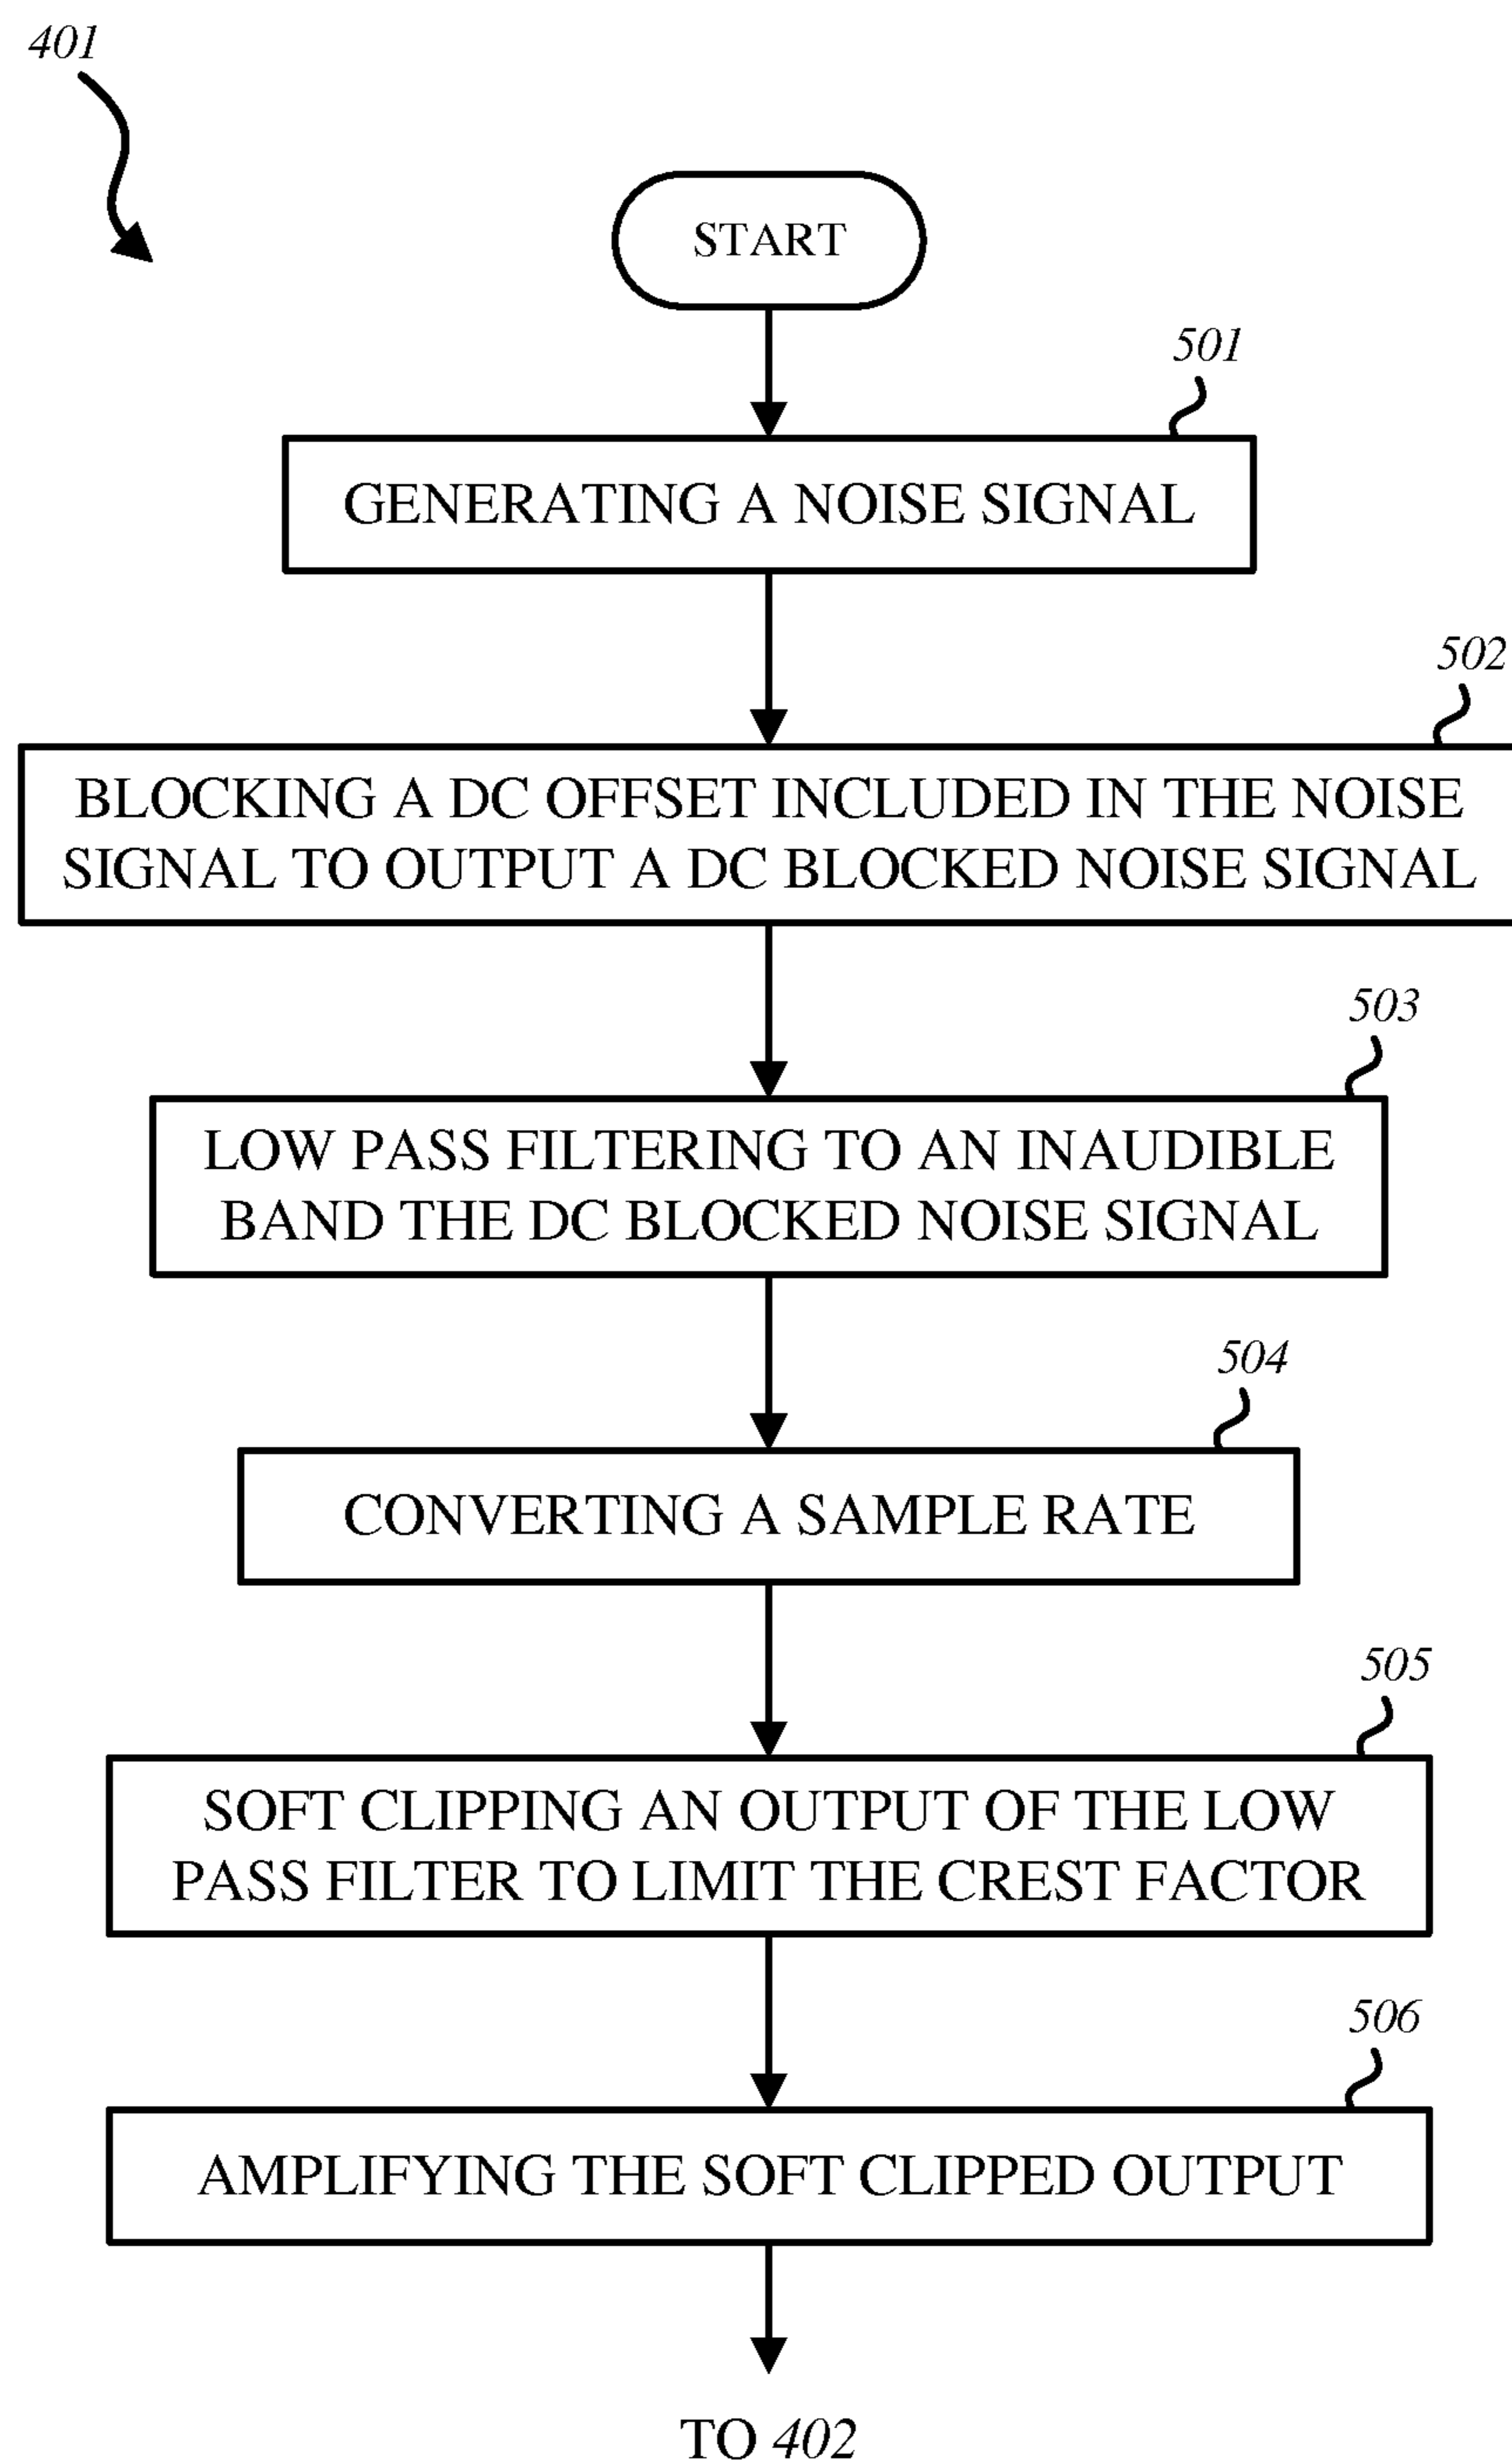 401
START
501
GENERATING A NOISE SIGNAL
502
BLOCKING A DC OFFSET INCLUDED IN THE NOISE
SIGNAL TO OUTPUT A DC BLOCKED NOISE SIGNAL
503
LOW PASS FILTERING TO AN INAUDIBLE
BAND THE DC BLOCKED NOISE SIGNAL
504
CONVERTING A SAMPLE RATE
505
SOFT CLIPPING AN OUTPUT OF THE LOW
PASS FILTER TO LIMIT THE CREST FACTOR
506
AMPLIFYING THE SOFT CLIPPED OUTPUT
TO 402